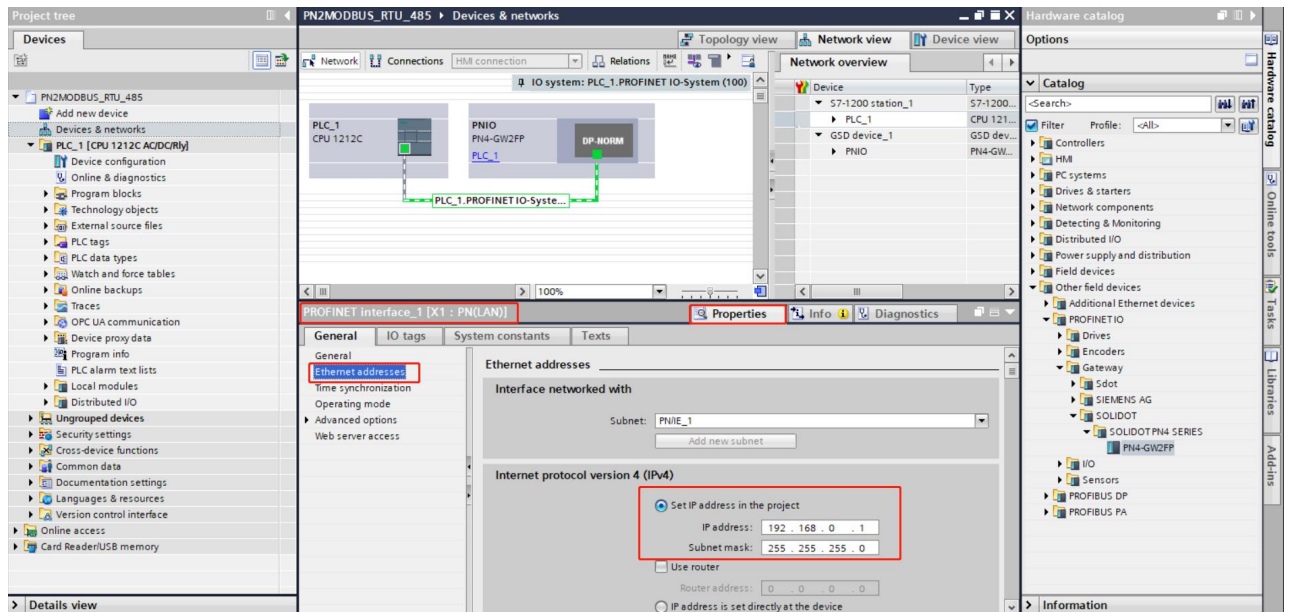 Project tree
Devices
PN2MODBUS_RTU_485
Add new device
Devices & networks
PLC_1 [CPU 1212C AC/DC/Rly]
Device configuration
Online & diagnostics
Program blocks
Technology objects
External source files
PLC tags
PLC data types
Watch and force tables
Online backups
Traces
OPC UA communication
Device proxy data
Program info
PLC alarm text lists
Local modules
Distributed I/O
Ungrouped devices
Security settings
Cross-device functions
Common data
Documentation settings
Languages & resources
Version control interface
Online access
Card Reader/USB memory
Details view
PN2MODBUS_RTU_485 Devices & networks
Topology view Network view Device view
Network Connections HMI connection Relations
IO system: PLC_1.PROFINET IO-System (100)
PLC_1
CPU 1212C
PNIO
PN4-GW2FP
PLC_1
DP-NORM
PLC_1.PROFINET IO-Syste...
100%
Network overview
Device Type
S7-1200 station_1 S7-1200...
PLC_1 CPU 121...
GSD device_1 GSD dev...
PNIO PN4-GW...
PROFINET interface_1 [X1 : PN(LAN)]
Properties Info Diagnostics
General IO tags System constants Texts
General
Ethernet addresses
Time synchronization
Operating mode
Advanced options
Web server access
Ethernet addresses
Interface networked with
Subnet: PN/IE_1
Add new subnet
Internet protocol version 4 (IPv4)
Set IP address in the project
IP address: 192 . 168 . 0 . 1
Subnet mask: 255 . 255 . 255 . 0
Use router
Router address: 0 . 0 . 0 . 0
IP address is set directly at the device
Hardware catalog
Options
Catalog
<Search>
Filter Profile: <All>
Controllers
HMI
PC systems
Drives & starters
Network components
Detecting & Monitoring
Distributed I/O
Power supply and distribution
Field devices
Other field devices
Additional Ethernet devices
PROFINET IO
Drives
Encoders
Gateway
Sdot
SIEMENS AG
SOLIDOT
SOLIDOT PN4 SERIES
PN4-GW2FP
I/O
Sensors
PROFIBUS DP
PROFIBUS PA
Information
Hardware catalog
Online tools
Tasks
Libraries
Add-ins